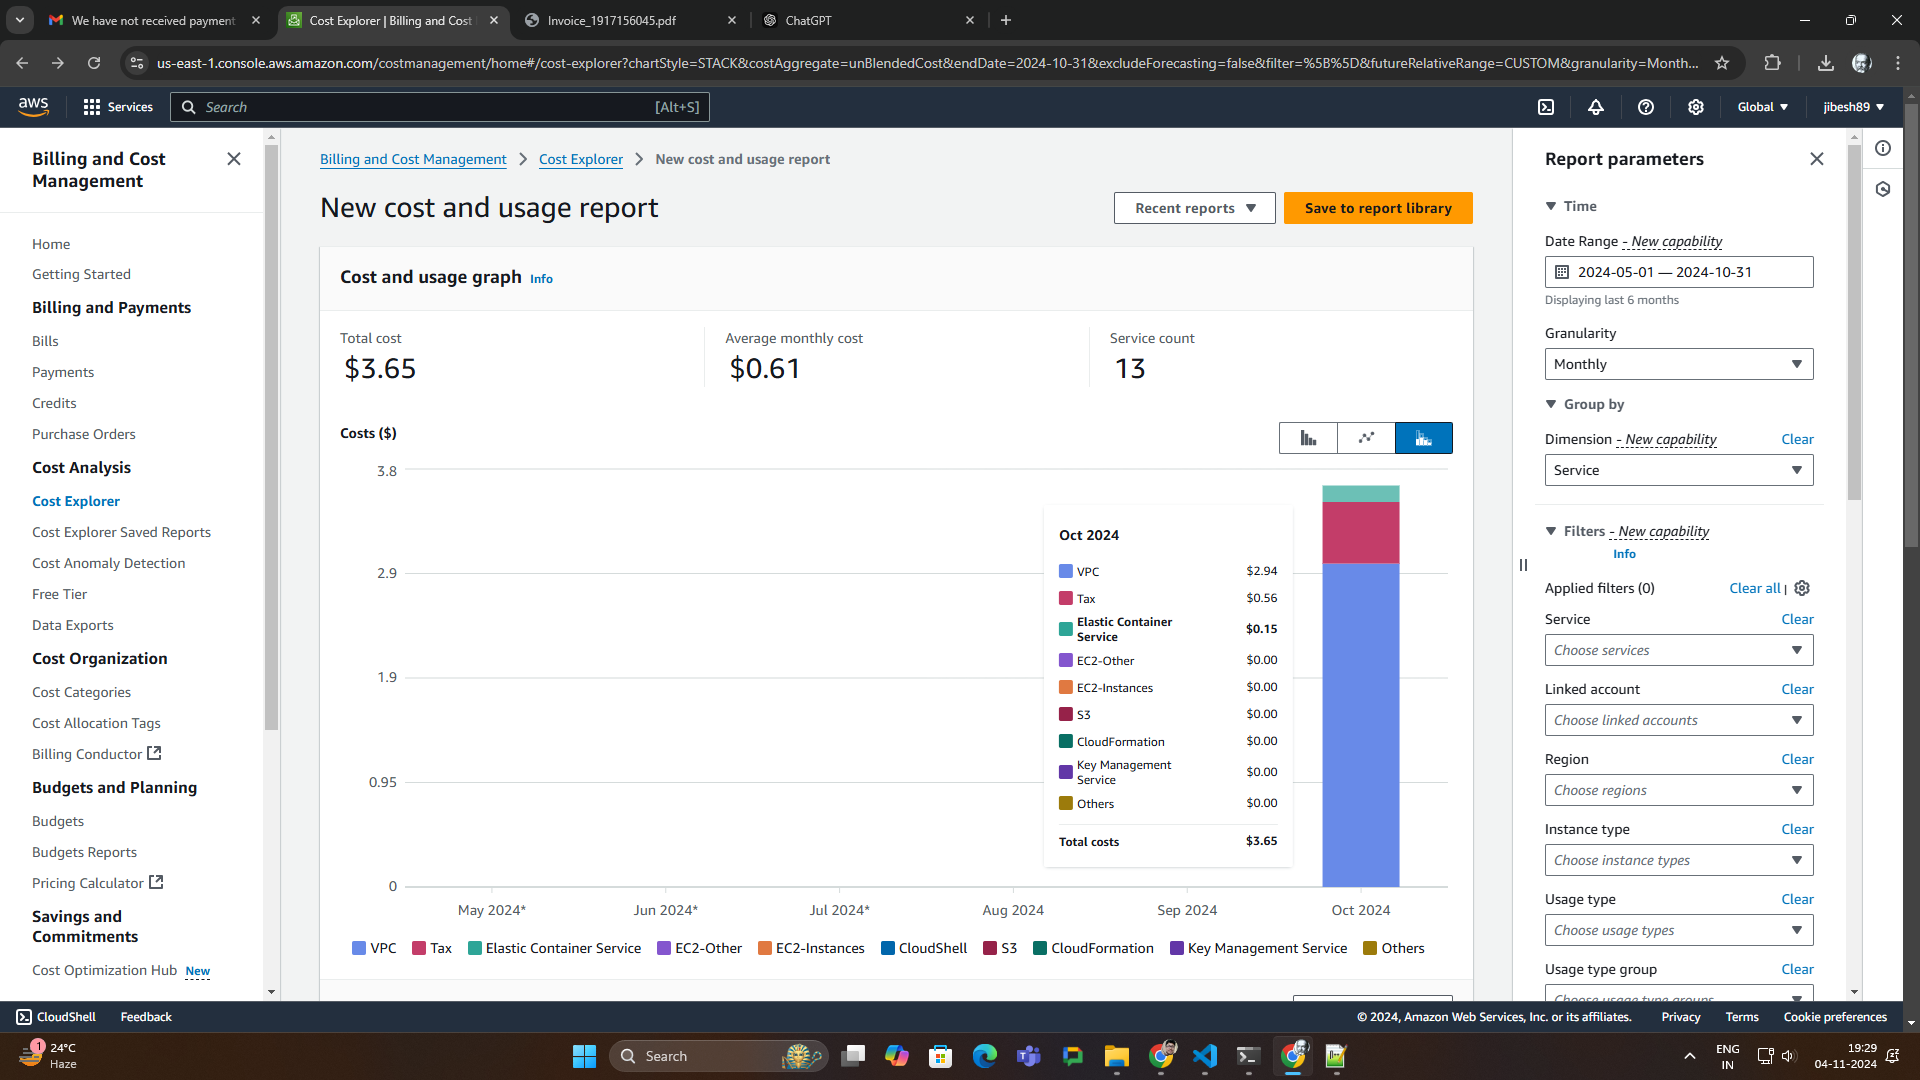 We have not received payment
Cost Explorer | Billing and Cost
Invoice_1917156045.pdf
ChatGPT
us-east-1.console.aws.amazon.com/costmanagement/home#/cost-explorer?chartStyle=STACK&costAggregate=unBlendedCost&endDate=2024-10-31&excludeForecasting=false&filter=%5B%5D&futureRelativeRange=CUSTOM&granularity=Month...
aws
Services
Search
[Alt+S]
Global
jibesh89
Billing and Cost
Management
Home
Getting Started
Billing and Payments
Bills
Payments
Credits
Purchase Orders
Cost Analysis
Cost Explorer
Cost Explorer Saved Reports
Cost Anomaly Detection
Free Tier
Data Exports
Cost Organization
Cost Categories
Cost Allocation Tags
Billing Conductor
Budgets and Planning
Budgets
Budgets Reports
Pricing Calculator
Savings and
Commitments
Cost Optimization Hub New
Billing and Cost Management > Cost Explorer > New cost and usage report
New cost and usage report
Recent reports
Save to report library
Cost and usage graph Info
Total cost
$3.65
Average monthly cost
$0.61
Service count
13
Costs ($)
3.8
2.9
1.9
0.95
0
Oct 2024
VPC $2.94
Tax $0.56
Elastic Container
Service $0.15
EC2-Other $0.00
EC2-Instances $0.00
S3 $0.00
CloudFormation $0.00
Key Management
Service $0.00
Others $0.00
Total costs $3.65
May 2024* Jun 2024* Jul 2024* Aug 2024 Sep 2024 Oct 2024
VPC Tax Elastic Container Service EC2-Other EC2-Instances CloudShell S3 CloudFormation Key Management Service Others
Report parameters
Time
Date Range - New capability
2024-05-01 — 2024-10-31
Displaying last 6 months
Granularity
Monthly
Group by
Dimension - New capability Clear
Service
Filters - New capability
Info
Applied filters (0) Clear all |
Service Clear
Choose services
Linked account Clear
Choose linked accounts
Region Clear
Choose regions
Instance type Clear
Choose instance types
Usage type Clear
Choose usage types
Usage type group Clear
Choose usage type groups
CloudShell
Feedback
© 2024, Amazon Web Services, Inc. or its affiliates.
Privacy
Terms
Cookie preferences
1
24°C
Haze
Search
ENG
IN
19:29
04-11-2024